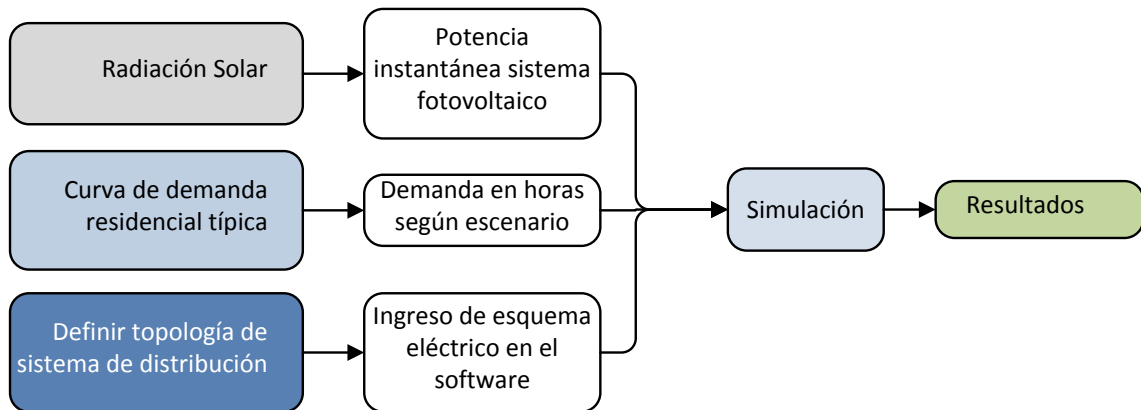 Radiación Solar
Potencia
instantánea sistema
fotovoltaico
Curva de demanda
residencial típica
Demanda en horas
según escenario
Definir topología de
sistema de distribución
Ingreso de esquema
eléctrico en el
software
Simulación
Resultados